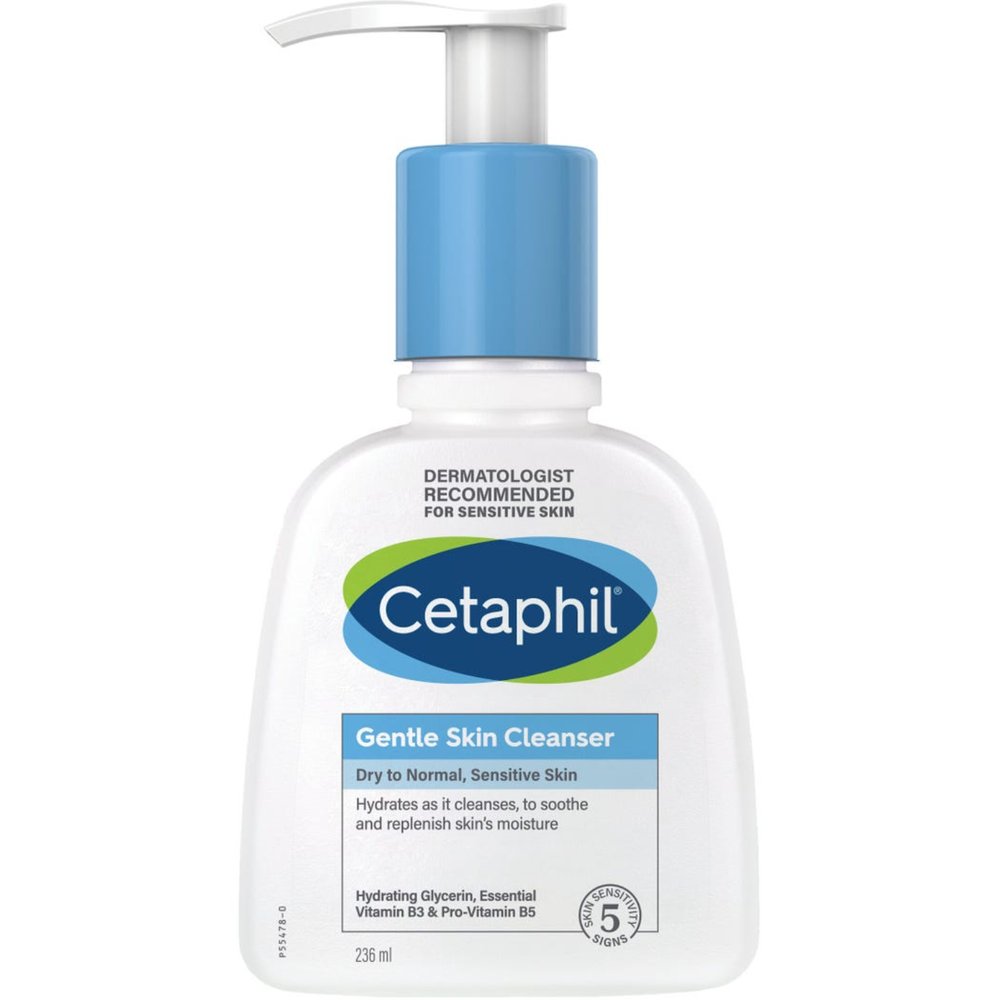 DERMATOLOGIST
RECOMMENDED
FOR SENSITIVE SKIN
Cetaphil®
Gentle Skin Cleanser
Dry to Normal, Sensitive Skin
Hydrates as it cleanses, to soothe
and replenish skin's moisture
Hydrating Glycerin, Essential
Vitamin B3 & Pro-Vitamin B5
SKIN SENSITIVITY
5
SIGNS
236 ml
P55478-0